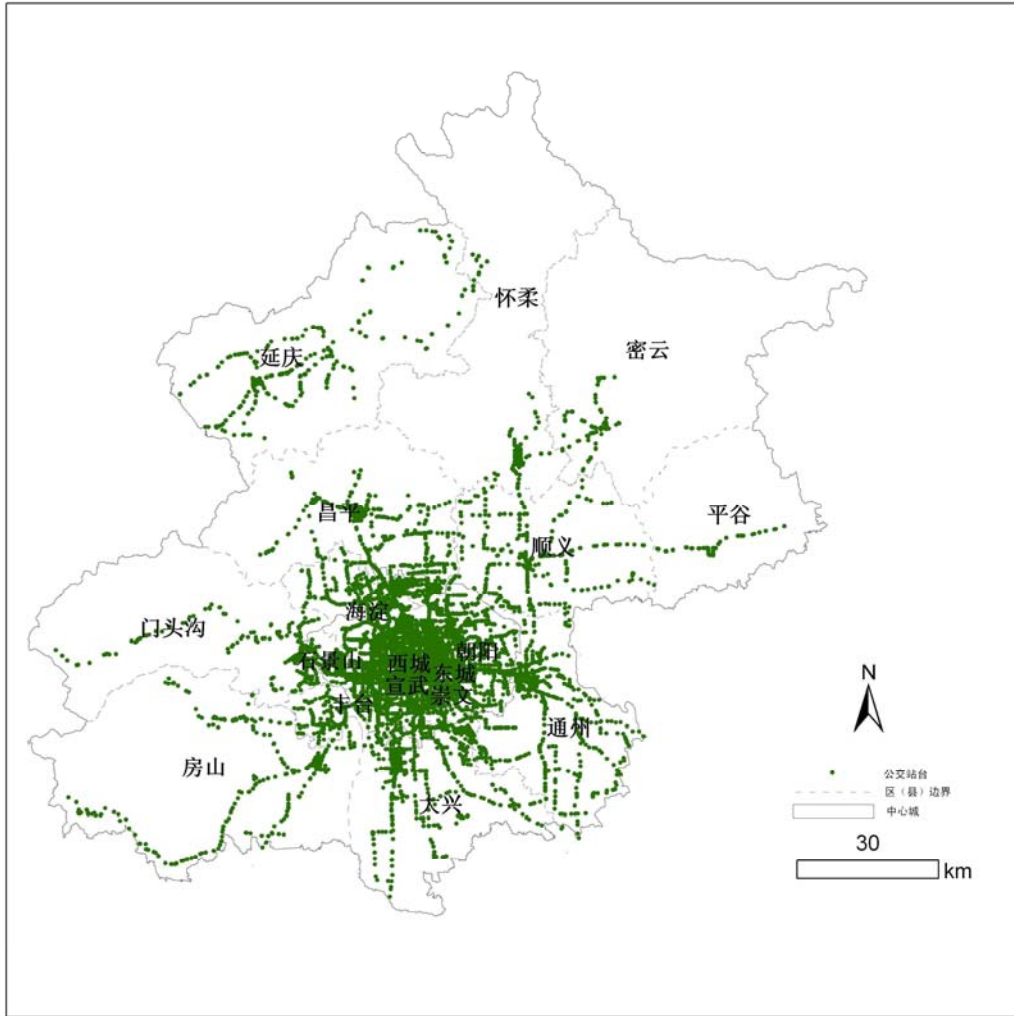 怀柔
密云
延庆
平谷
昌平
顺义
海淀
门头沟
石景山
西城
朝阳
东城
宣武
崇文
丰台
通州
房山
大兴
N
公交站台
区（县）边界
中心城
30
km